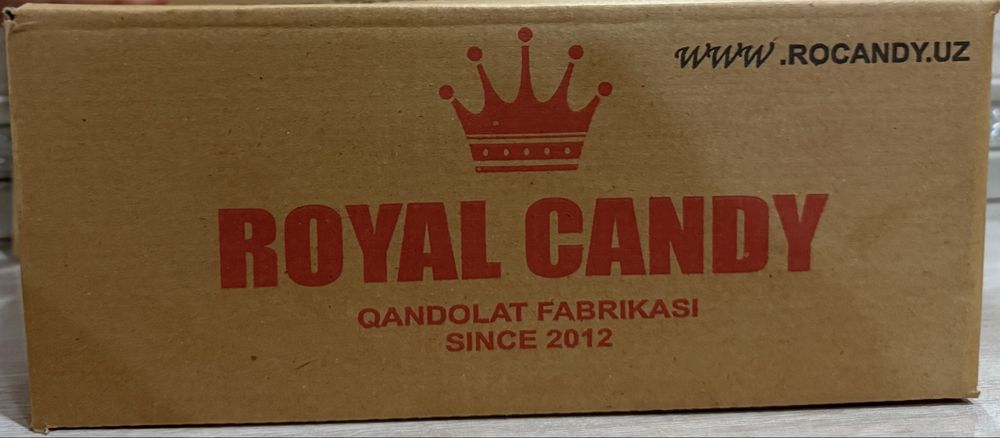 www.ROCANDY.UZ
ROYAL CANDY
QANDOLAT FABRIKASI
SINCE 2012